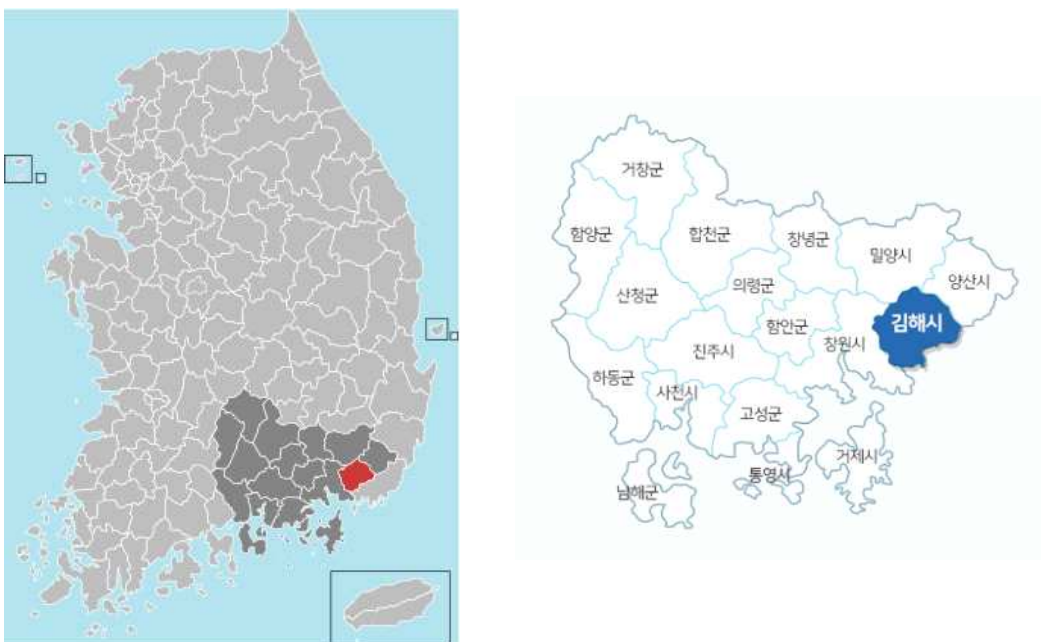 거창군
함양군
합천군
창녕군
밀양시
양산시
산청군
의령군
김해시
함안군
창원시
진주시
하동군
사천시
고성군
거제시
통영시
남해군